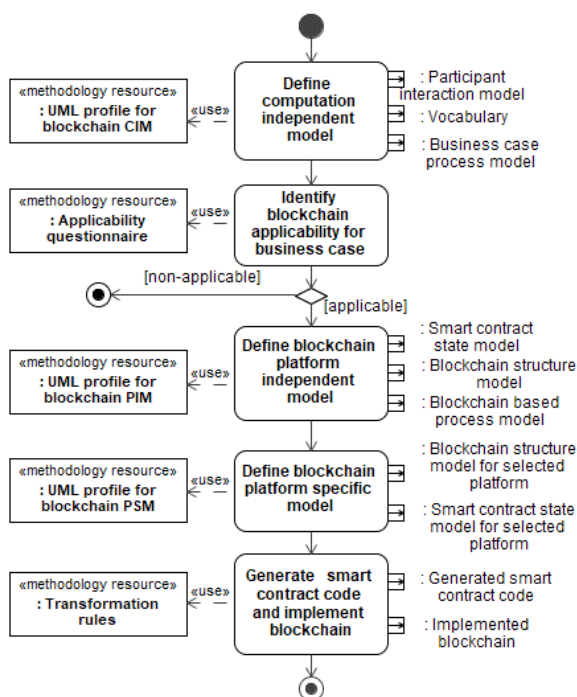 «methodology resource»
: UML profile for
blockchain CIM
«use»
Define
computation
independent
model
: Participant
interaction model
: Vocabulary
: Business case
process model
«methodology resource»
: Applicability
questionnaire
«use»
Identify
blockchain
applicability for
business case
[non-applicable]
[applicable]
«methodology resource»
: UML profile for
blockchain PIM
«use»
Define blockchain
platform
independent
model
: Smart contract
state model
: Blockchain structure
model
: Blockchain based
process model
«methodology resource»
: UML profile for
blockchain PSM
«use»
Define blockchain
platform specific
model
: Blockchain structure
model for selected
platform
: Smart contract state
model for selected
platform
«methodology resource»
: Transformation
rules
«use»
Generate smart
contract code
and implement
blockchain
: Generated smart
contract code
: Implemented
blockchain